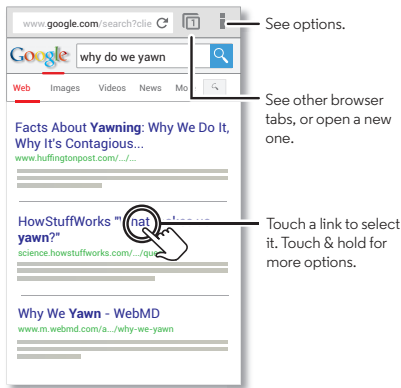 www.google.com/search?clie 1
See options.
Google why do we yawn
Web Images Videos News Mo
See other browser
tabs, or open a new
one.
Facts About Yawning: Why We Do It,
Why It's Contagious...
www.huffingtonpost.com/.../...
HowStuffWorks "
yawn?"
science.howstuffworks.com/.../que
Touch a link to select
it. Touch & hold for
more options.
Why We Yawn - WebMD
www.m.webmd.com/a.../why-we-yawn